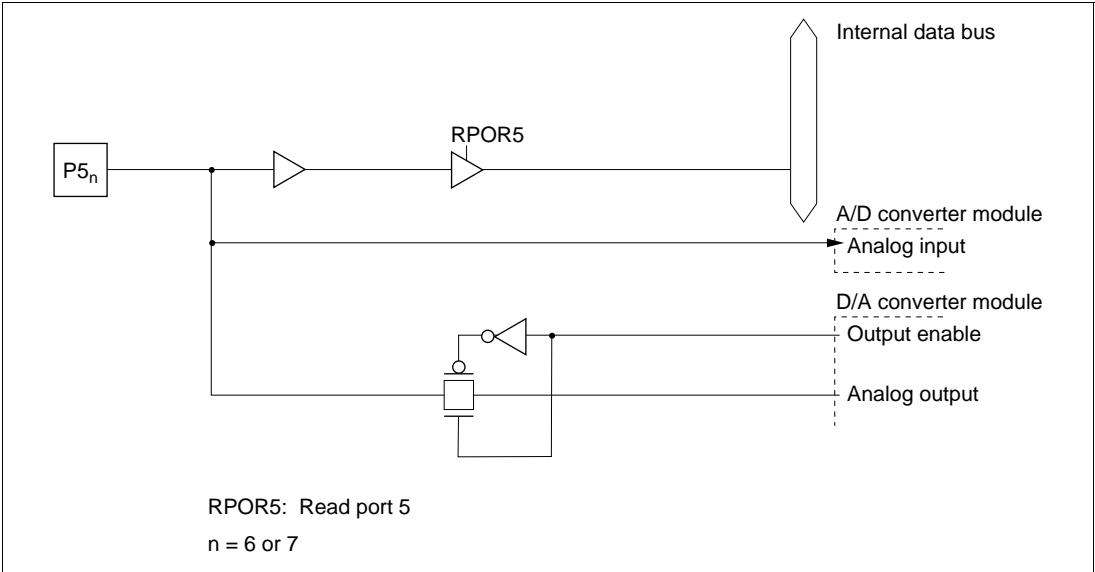 Internal data bus
RPOR5
P5n
A/D converter module
Analog input
D/A converter module
Output enable
Analog output
RPOR5: Read port 5
n = 6 or 7